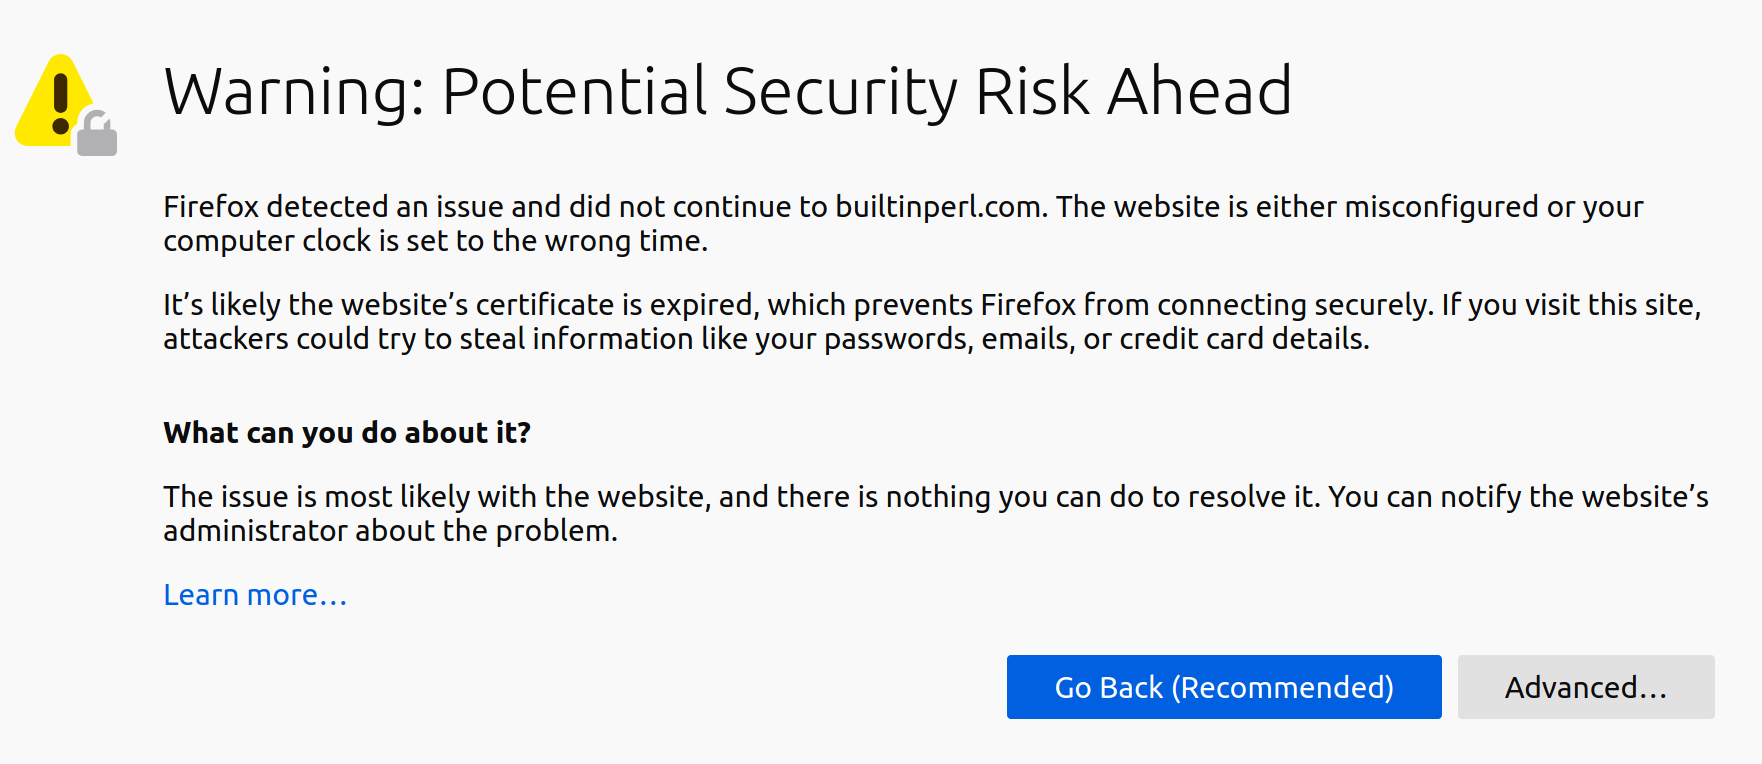 Warning: Potential Security Risk Ahead
Firefox detected an issue and did not continue to builtinperl.com. The website is either misconfigured or your
computer clock is set to the wrong time.
It’s likely the website’s certificate is expired, which prevents Firefox from connecting securely. If you visit this site,
attackers could try to steal information like your passwords, emails, or credit card details.
What can you do about it?
The issue is most likely with the website, and there is nothing you can do to resolve it. You can notify the website’s
administrator about the problem.
Learn more…
Go Back (Recommended)
Advanced…